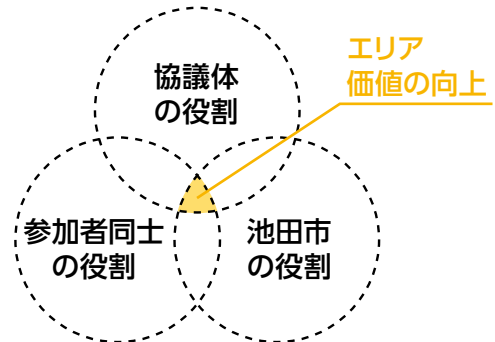 エリア
価値の向上
協議体
の役割
参加者同士
の役割
池田市
の役割